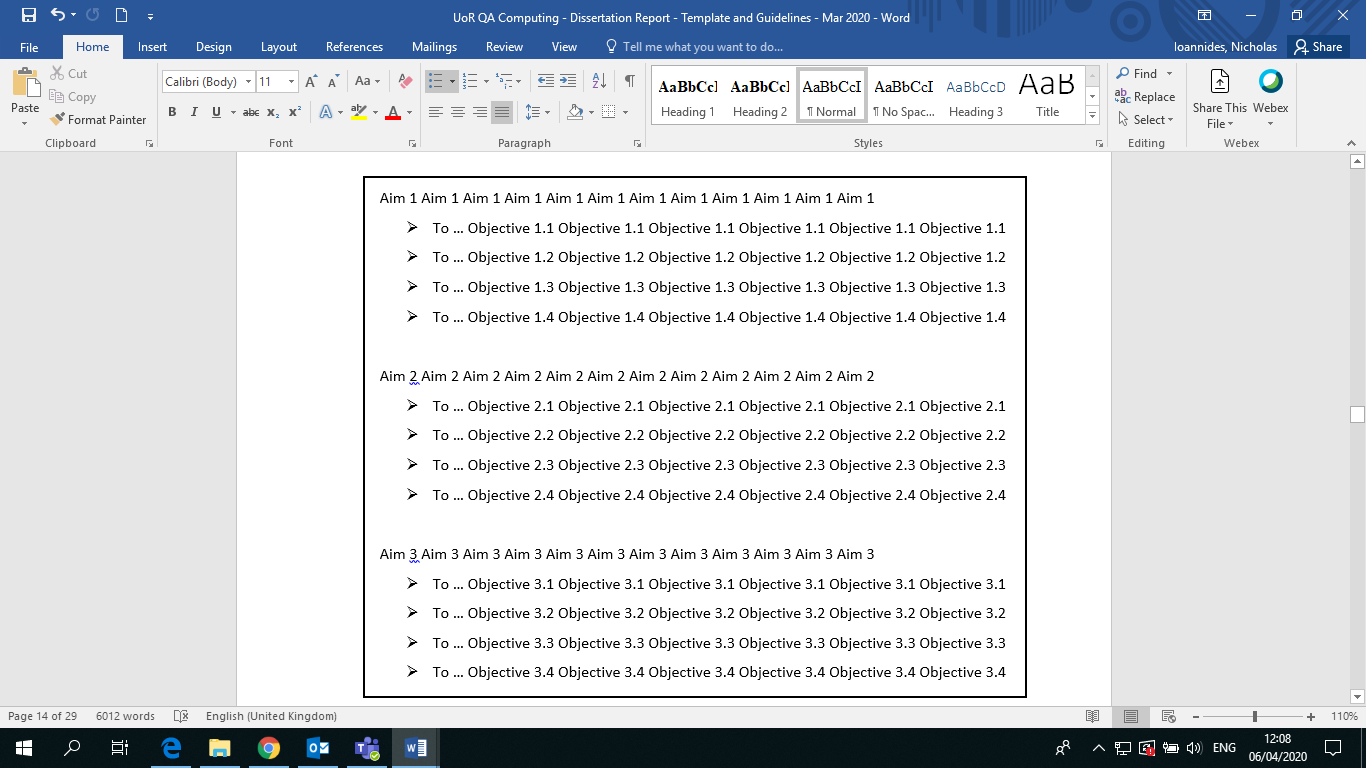 UoR QA Computing - Dissertation Report - Template and Guidelines - Mar 2020 - Word
File Home Insert Design Layout References Mailings Review View Tell me what you want to do... Ioannides, Nicholas Share
Paste
Cut
Copy
Format Painter
Clipboard
Calibri (Body) 11
Font
Paragraph
AaBbCcI AaBbCcI AaBbCcI AaBbCcI AaBbCcD AaB
Heading 1 Heading 2 ¶ Normal ¶ No Spac... Heading 3 Title
Styles
Find
Replace
Select
Editing
Share This File
Webex
Webex
Aim 1 Aim 1 Aim 1 Aim 1 Aim 1 Aim 1 Aim 1 Aim 1 Aim 1 Aim 1 Aim 1 Aim 1
➢ To ... Objective 1.1 Objective 1.1 Objective 1.1 Objective 1.1 Objective 1.1 Objective 1.1
➢ To ... Objective 1.2 Objective 1.2 Objective 1.2 Objective 1.2 Objective 1.2 Objective 1.2
➢ To ... Objective 1.3 Objective 1.3 Objective 1.3 Objective 1.3 Objective 1.3 Objective 1.3
➢ To ... Objective 1.4 Objective 1.4 Objective 1.4 Objective 1.4 Objective 1.4 Objective 1.4
Aim 2 Aim 2 Aim 2 Aim 2 Aim 2 Aim 2 Aim 2 Aim 2 Aim 2 Aim 2 Aim 2 Aim 2
➢ To ... Objective 2.1 Objective 2.1 Objective 2.1 Objective 2.1 Objective 2.1 Objective 2.1
➢ To ... Objective 2.2 Objective 2.2 Objective 2.2 Objective 2.2 Objective 2.2 Objective 2.2
➢ To ... Objective 2.3 Objective 2.3 Objective 2.3 Objective 2.3 Objective 2.3 Objective 2.3
➢ To ... Objective 2.4 Objective 2.4 Objective 2.4 Objective 2.4 Objective 2.4 Objective 2.4
Aim 3 Aim 3 Aim 3 Aim 3 Aim 3 Aim 3 Aim 3 Aim 3 Aim 3 Aim 3 Aim 3 Aim 3
➢ To ... Objective 3.1 Objective 3.1 Objective 3.1 Objective 3.1 Objective 3.1 Objective 3.1
➢ To ... Objective 3.2 Objective 3.2 Objective 3.2 Objective 3.2 Objective 3.2 Objective 3.2
➢ To ... Objective 3.3 Objective 3.3 Objective 3.3 Objective 3.3 Objective 3.3 Objective 3.3
➢ To ... Objective 3.4 Objective 3.4 Objective 3.4 Objective 3.4 Objective 3.4 Objective 3.4
Page 14 of 29 6012 words English (United Kingdom) 110%
ENG
12:08
06/04/2020